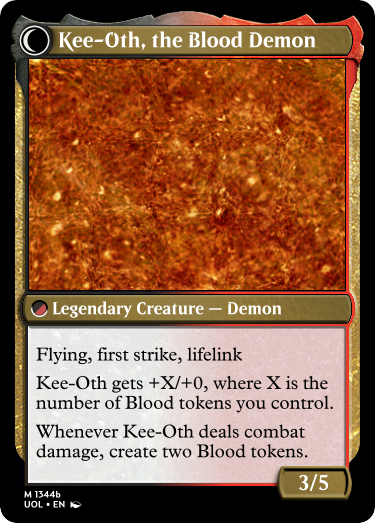 Kee-Oth, the Blood Demon
Legendary Creature — Demon
Flying, first strike, lifelink
Kee-Oth gets +X/+0, where X is the
number of Blood tokens you control.
Whenever Kee-Oth deals combat
damage, create two Blood tokens.
3/5
M 1344b
UOL • EN